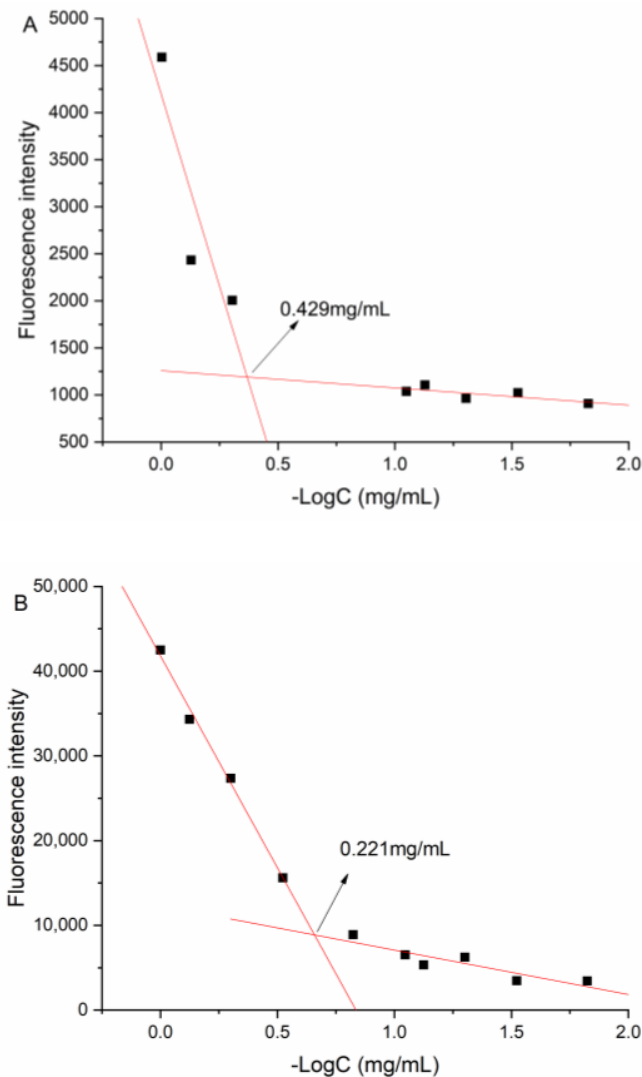 A
5000
4500
4000
3500
3000
2500
2000
1500
1000
500
Fluorescence intensity
0.429mg/mL
0.0 0.5 1.0 1.5 2.0
-LogC (mg/mL)
B
50,000
40,000
30,000
20,000
10,000
0
Fluorescence intensity
0.221mg/mL
0.0 0.5 1.0 1.5 2.0
-LogC (mg/mL)